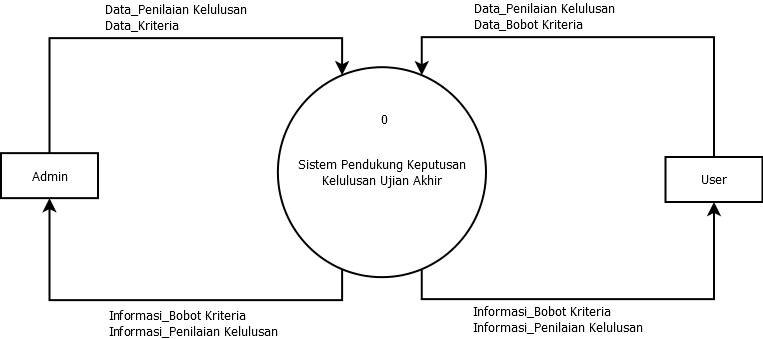 Data_Penilaian Kelulusan
Data_Kriteria
Data_Penilaian Kelulusan
Data_Bobot Kriteria
0
Sistem Pendukung Keputusan
Kelulusan Ujian Akhir
Admin
User
Informasi_Bobot Kriteria
Informasi_Penilaian Kelulusan
Informasi_Bobot Kriteria
Informasi_Penilaian Kelulusan